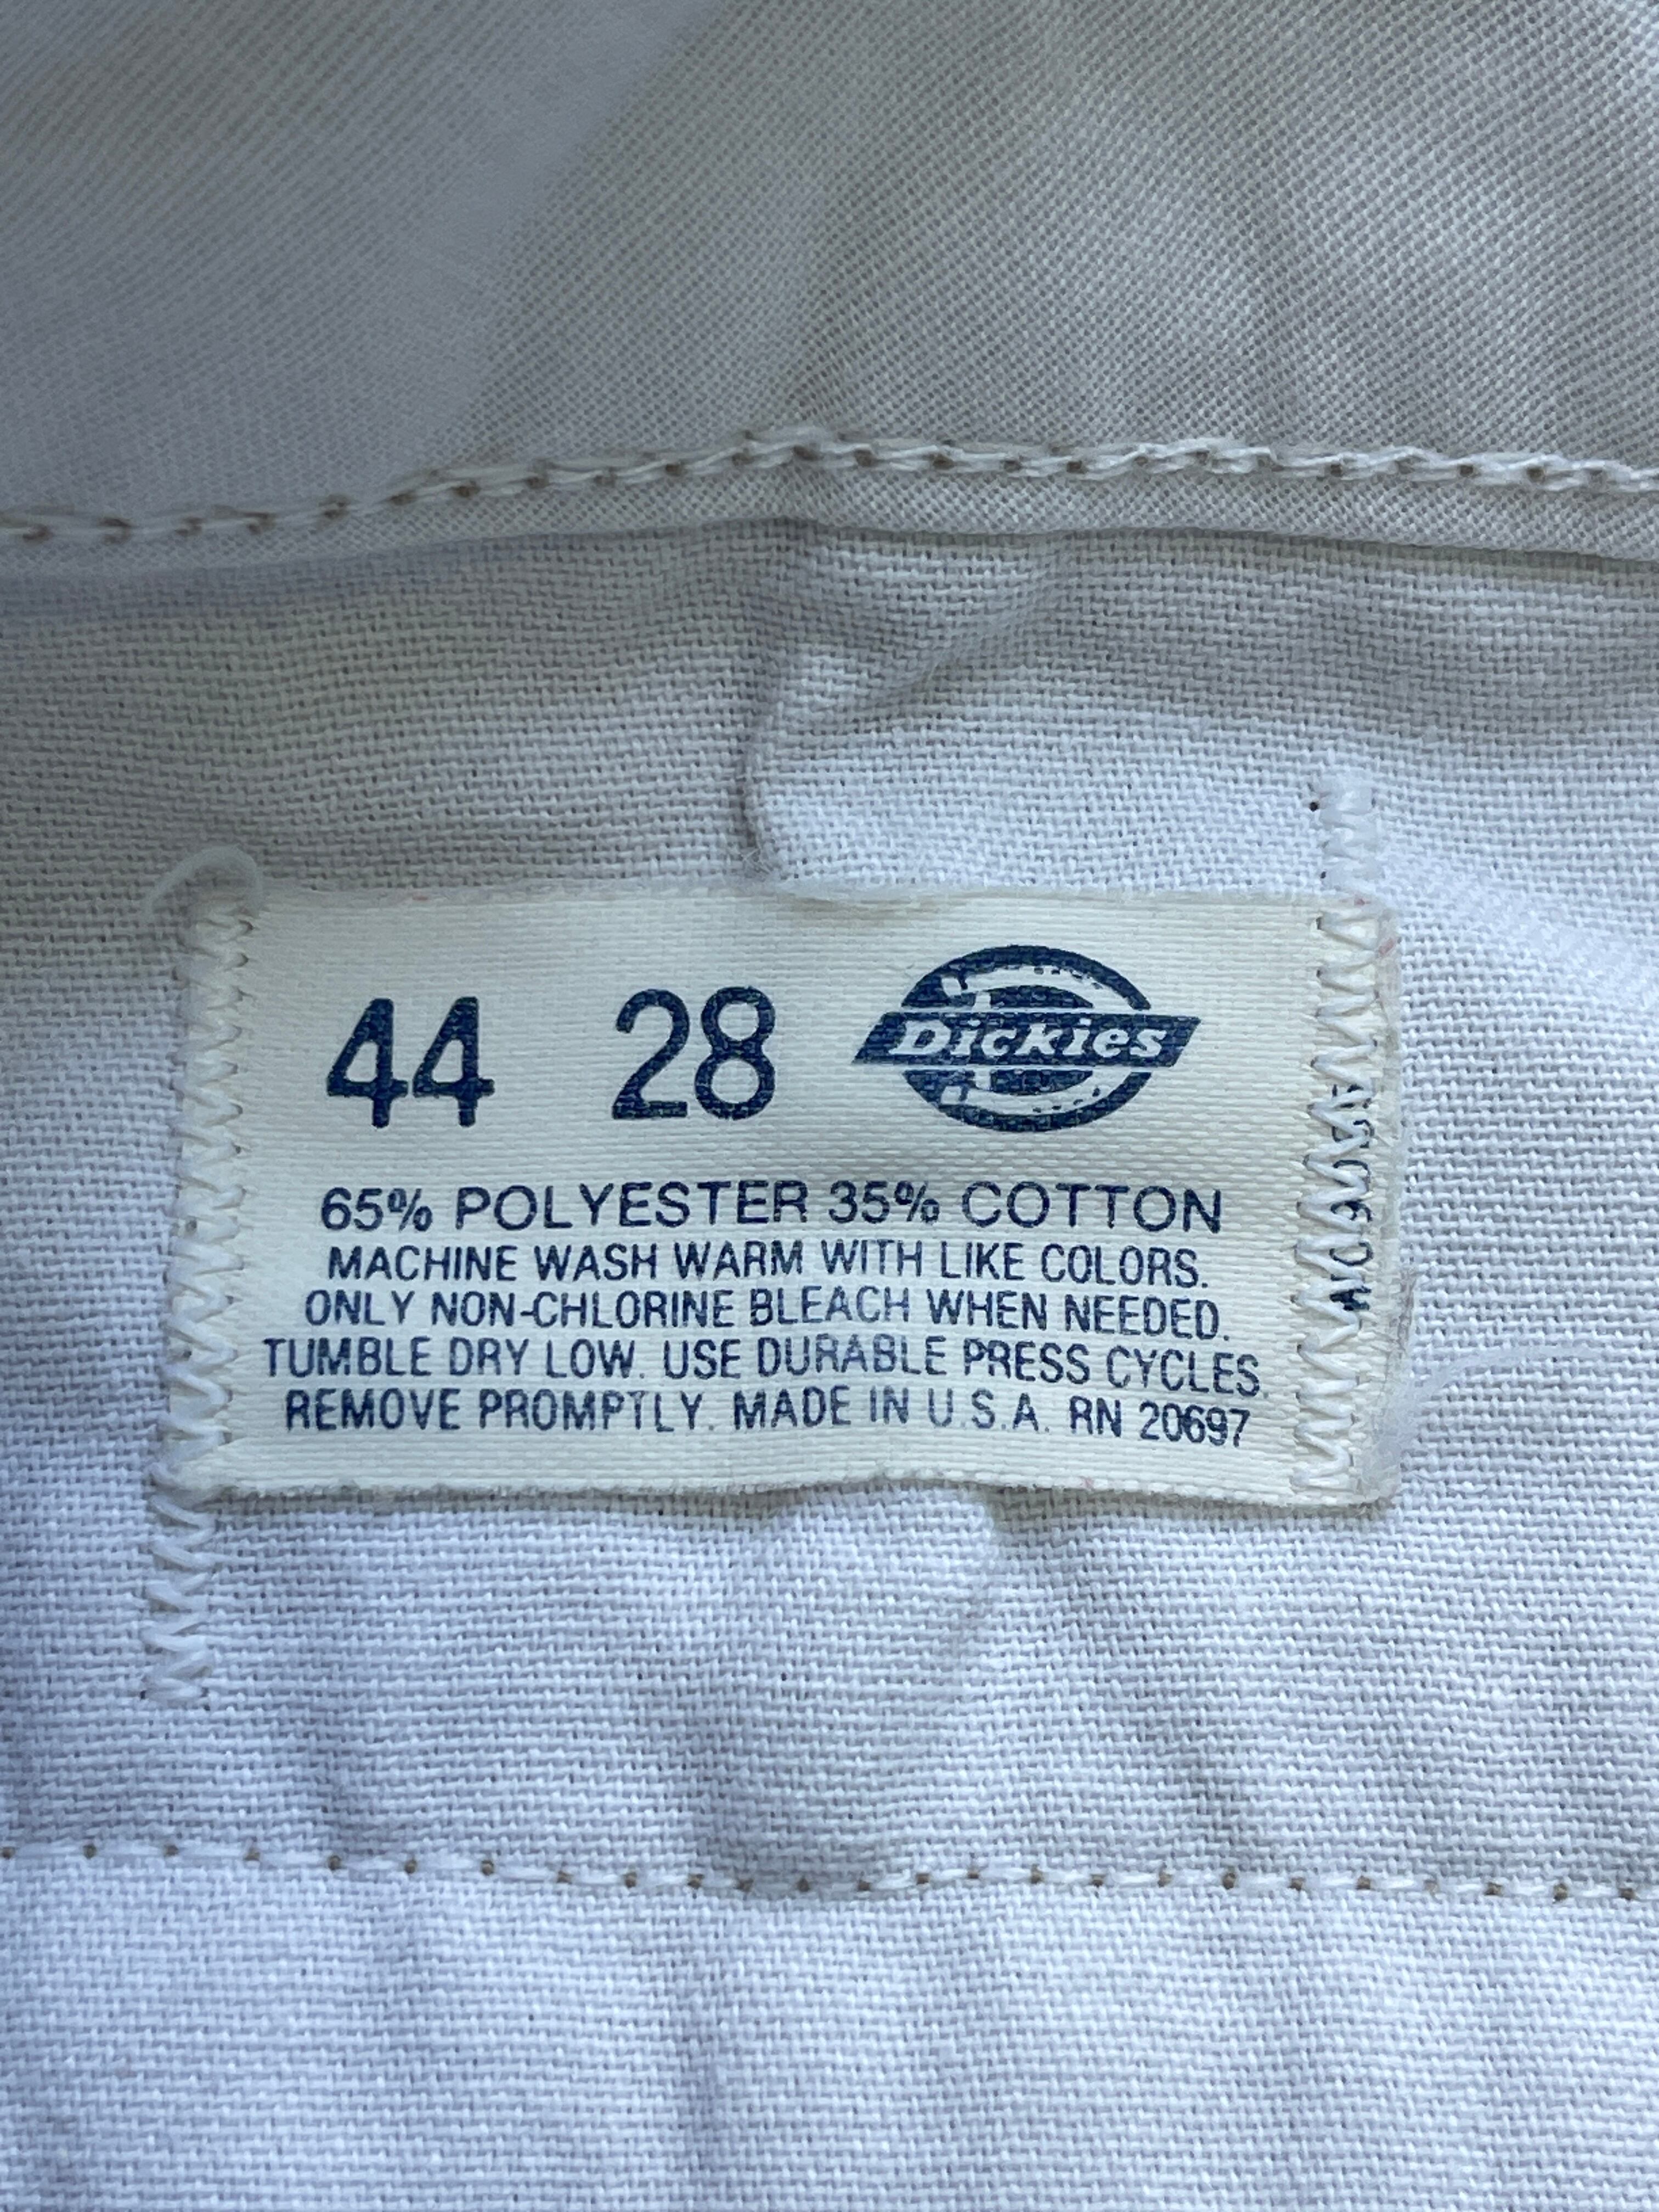 44 28 Dickies
65% POLYESTER 35% COTTON
MACHINE WASH WARM WITH LIKE COLORS.
ONLY NON-CHLORINE BLEACH WHEN NEEDED.
TUMBLE DRY LOW. USE DURABLE PRESS CYCLES.
REMOVE PROMPTLY. MADE IN U.S.A. RN 20697